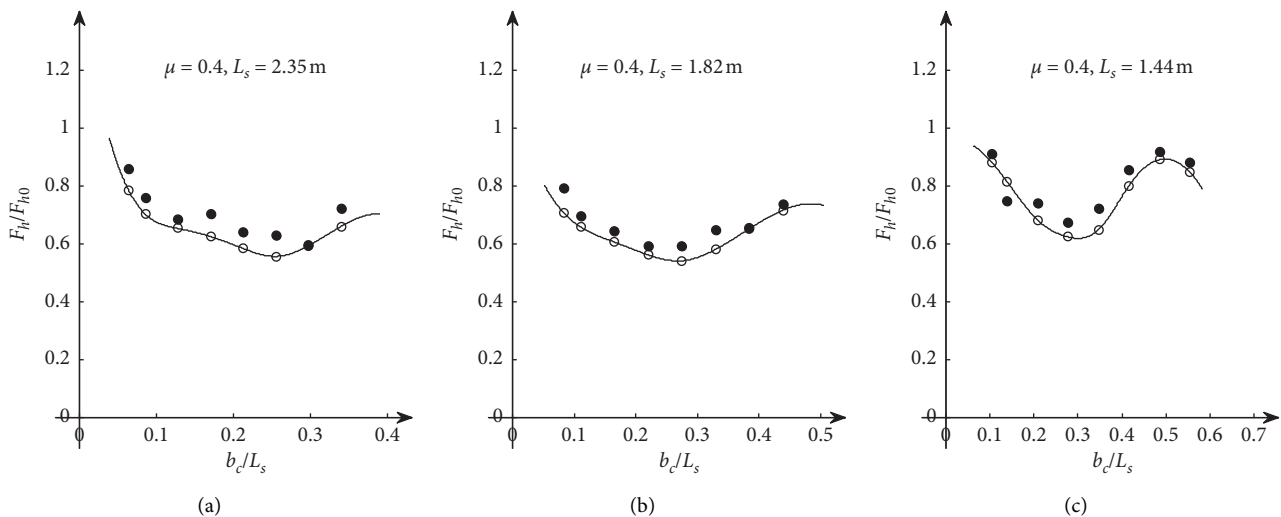 μ = 0.4, L_s = 2.35 m
F_h/F_h0
1.2
1
0.8
0.6
0.4
0.2
0
0 0.1 0.2 0.3 0.4
b_c/L_s
(a)
μ = 0.4, L_s = 1.82 m
F_h/F_h0
1.2
1
0.8
0.6
0.4
0.2
0
0 0.1 0.2 0.3 0.4 0.5
b_c/L_s
(b)
μ = 0.4, L_s = 1.44 m
F_h/F_h0
1.2
1
0.8
0.6
0.4
0.2
0
0 0.1 0.2 0.3 0.4 0.5 0.6 0.7
b_c/L_s
(c)